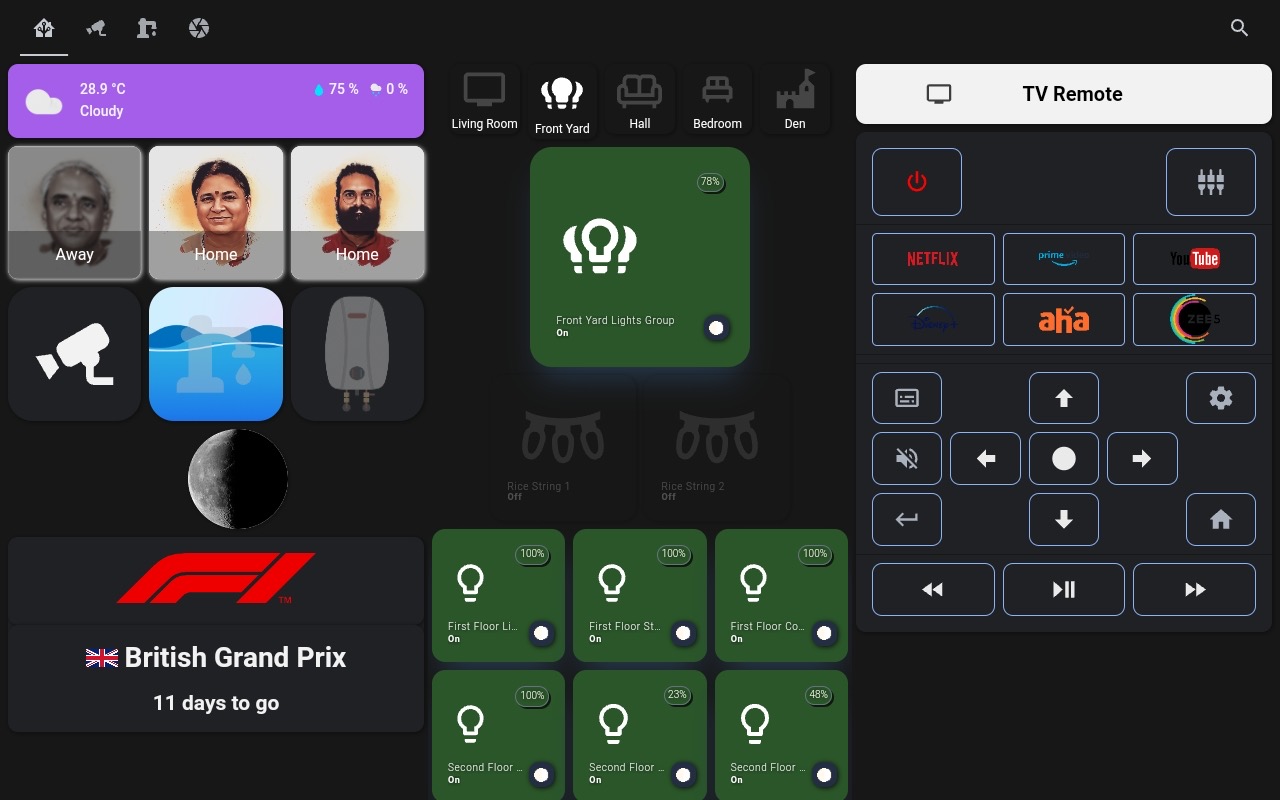 28.9 °C
75 %
0 %
Cloudy
Away
Home
Home
TM
British Grand Prix
11 days to go
Living Room
Front Yard
Hall
Bedroom
Den
78%
Front Yard Lights Group
On
Rice String 1
Off
Rice String 2
Off
100%
First Floor Li...
On
100%
First Floor St...
On
100%
First Floor Co...
On
100%
Second Floor ...
On
23%
Second Floor ...
On
48%
Second Floor ...
On
TV Remote
NETFLIX
prime
YouTube
Disney+
aha
ZEE5